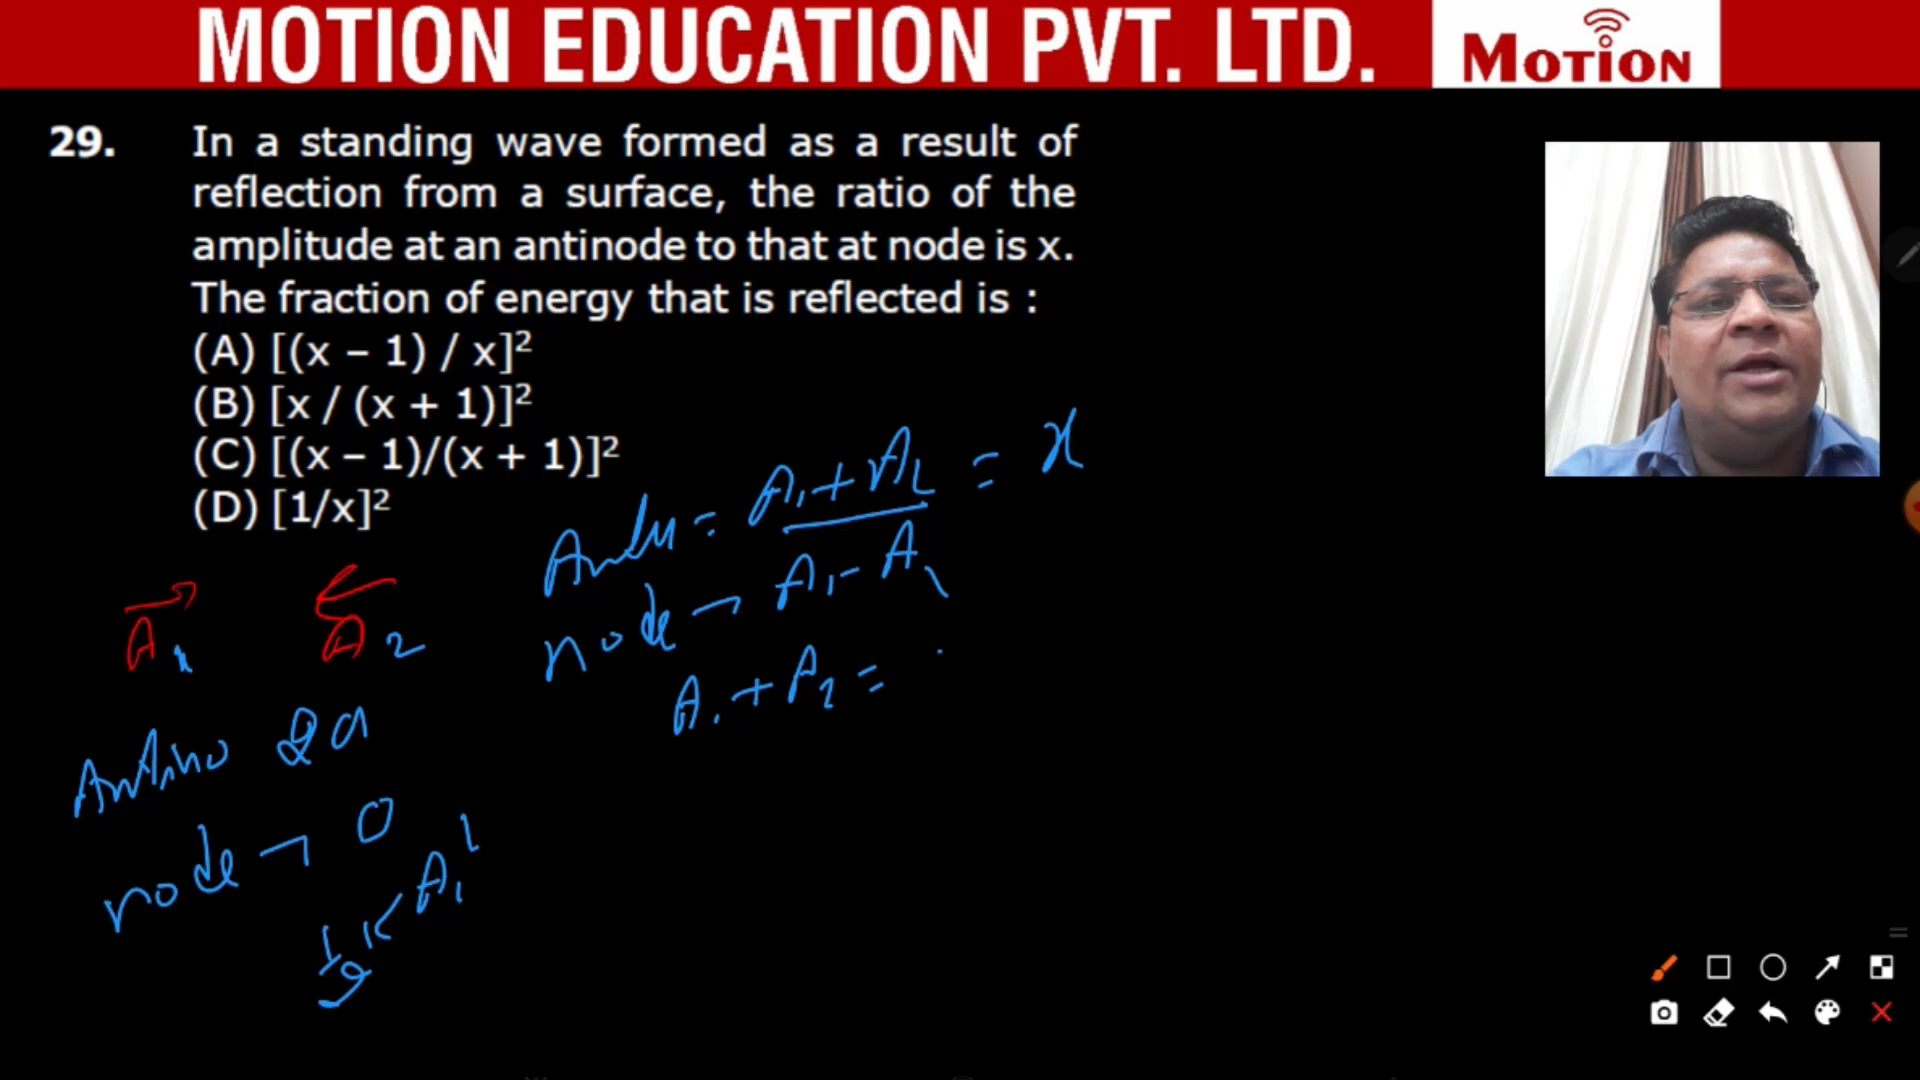 MOTION EDUCATION PVT. LTD.
MOTION
29. In a standing wave formed as a result of
reflection from a surface, the ratio of the
amplitude at an antinode to that at node is x.
The fraction of energy that is reflected is :
(A) [(x – 1) / x]²
(B) [x / (x + 1)]²
(C) [(x – 1)/(x + 1)]²
(D) [1/x]²
= A₁ + A₂ = x
node → A₁ -
A₁ + A₂ =
A₁ A₂
Antino 2a
node → 0
½ K A₁